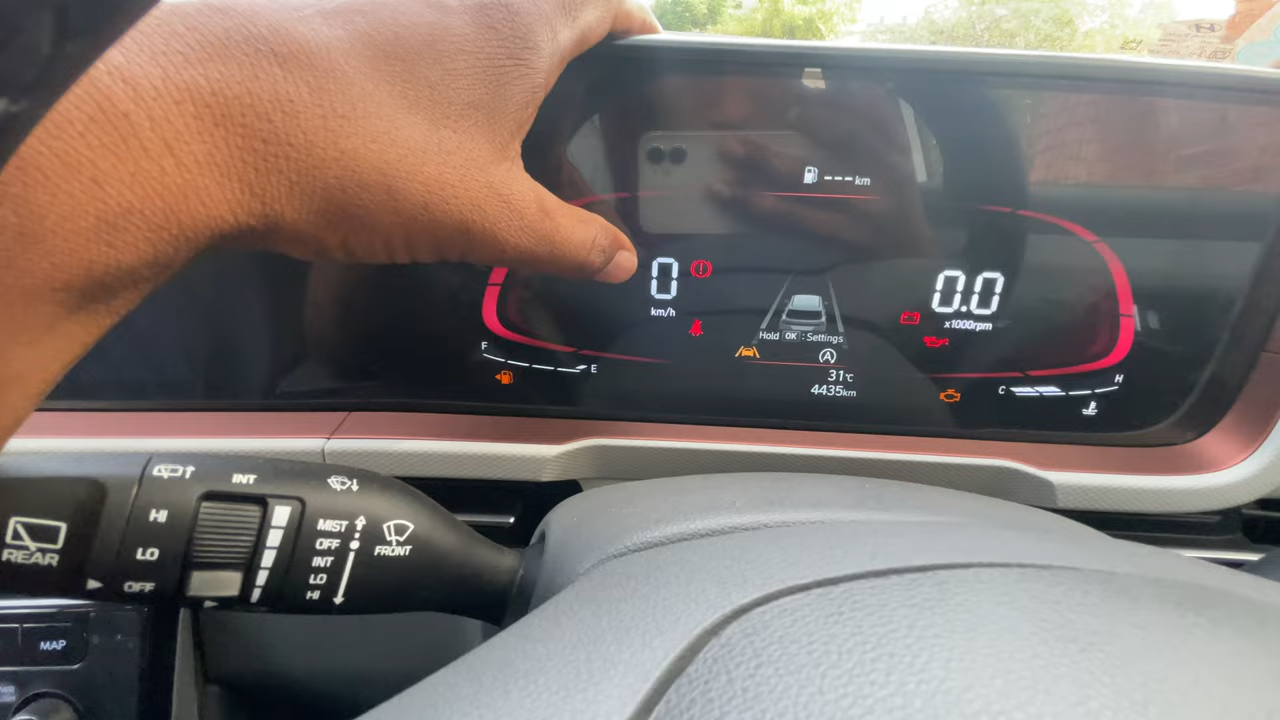 --- km
0
km/h
0.0
x1000rpm
Hold OK : Settings
A
F
E
31°c
4435km
C
H
INT
HI
LO
OFF
REAR
MIST
OFF
INT
LO
HI
FRONT
MAP